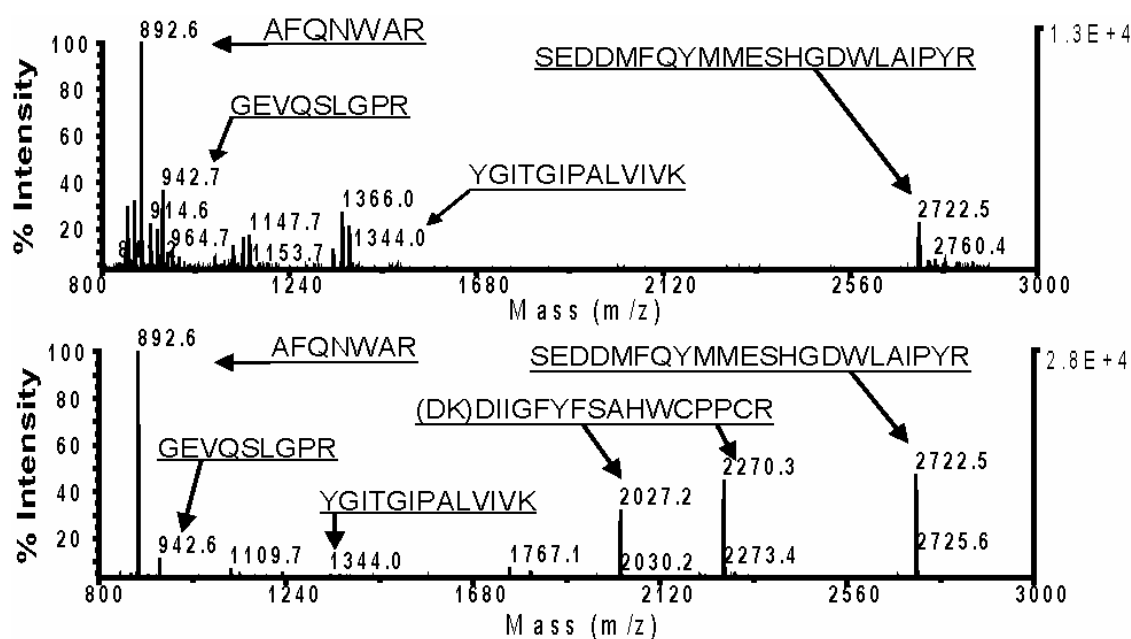 892.6
AFQNWAR
1.3E+4
100
SEDDMFQYMMESHGDWLAIPYR
80
GEVQSLGPR
60
YGITGIPALVIVK
40
942.7
1366.0
2722.5
20
914.6
1147.7
1344.0
964.7
1153.7
2760.4
% Intensity
800
1240
1680
2120
2560
3000
Mass (m/z)
892.6
AFQNWAR
2.8E+4
100
SEDDMFQYMMESHGDWLAIPYR
80
(DK)DIIGFYFSAHWCPPCR
GEVQSLGPR
60
YGITGIPALVIVK
2270.3
2722.5
40
2027.2
20
942.6
1109.7
1344.0
1767.1
2030.2
2273.4
2725.6
% Intensity
800
1240
1680
2120
2560
3000
Mass (m/z)